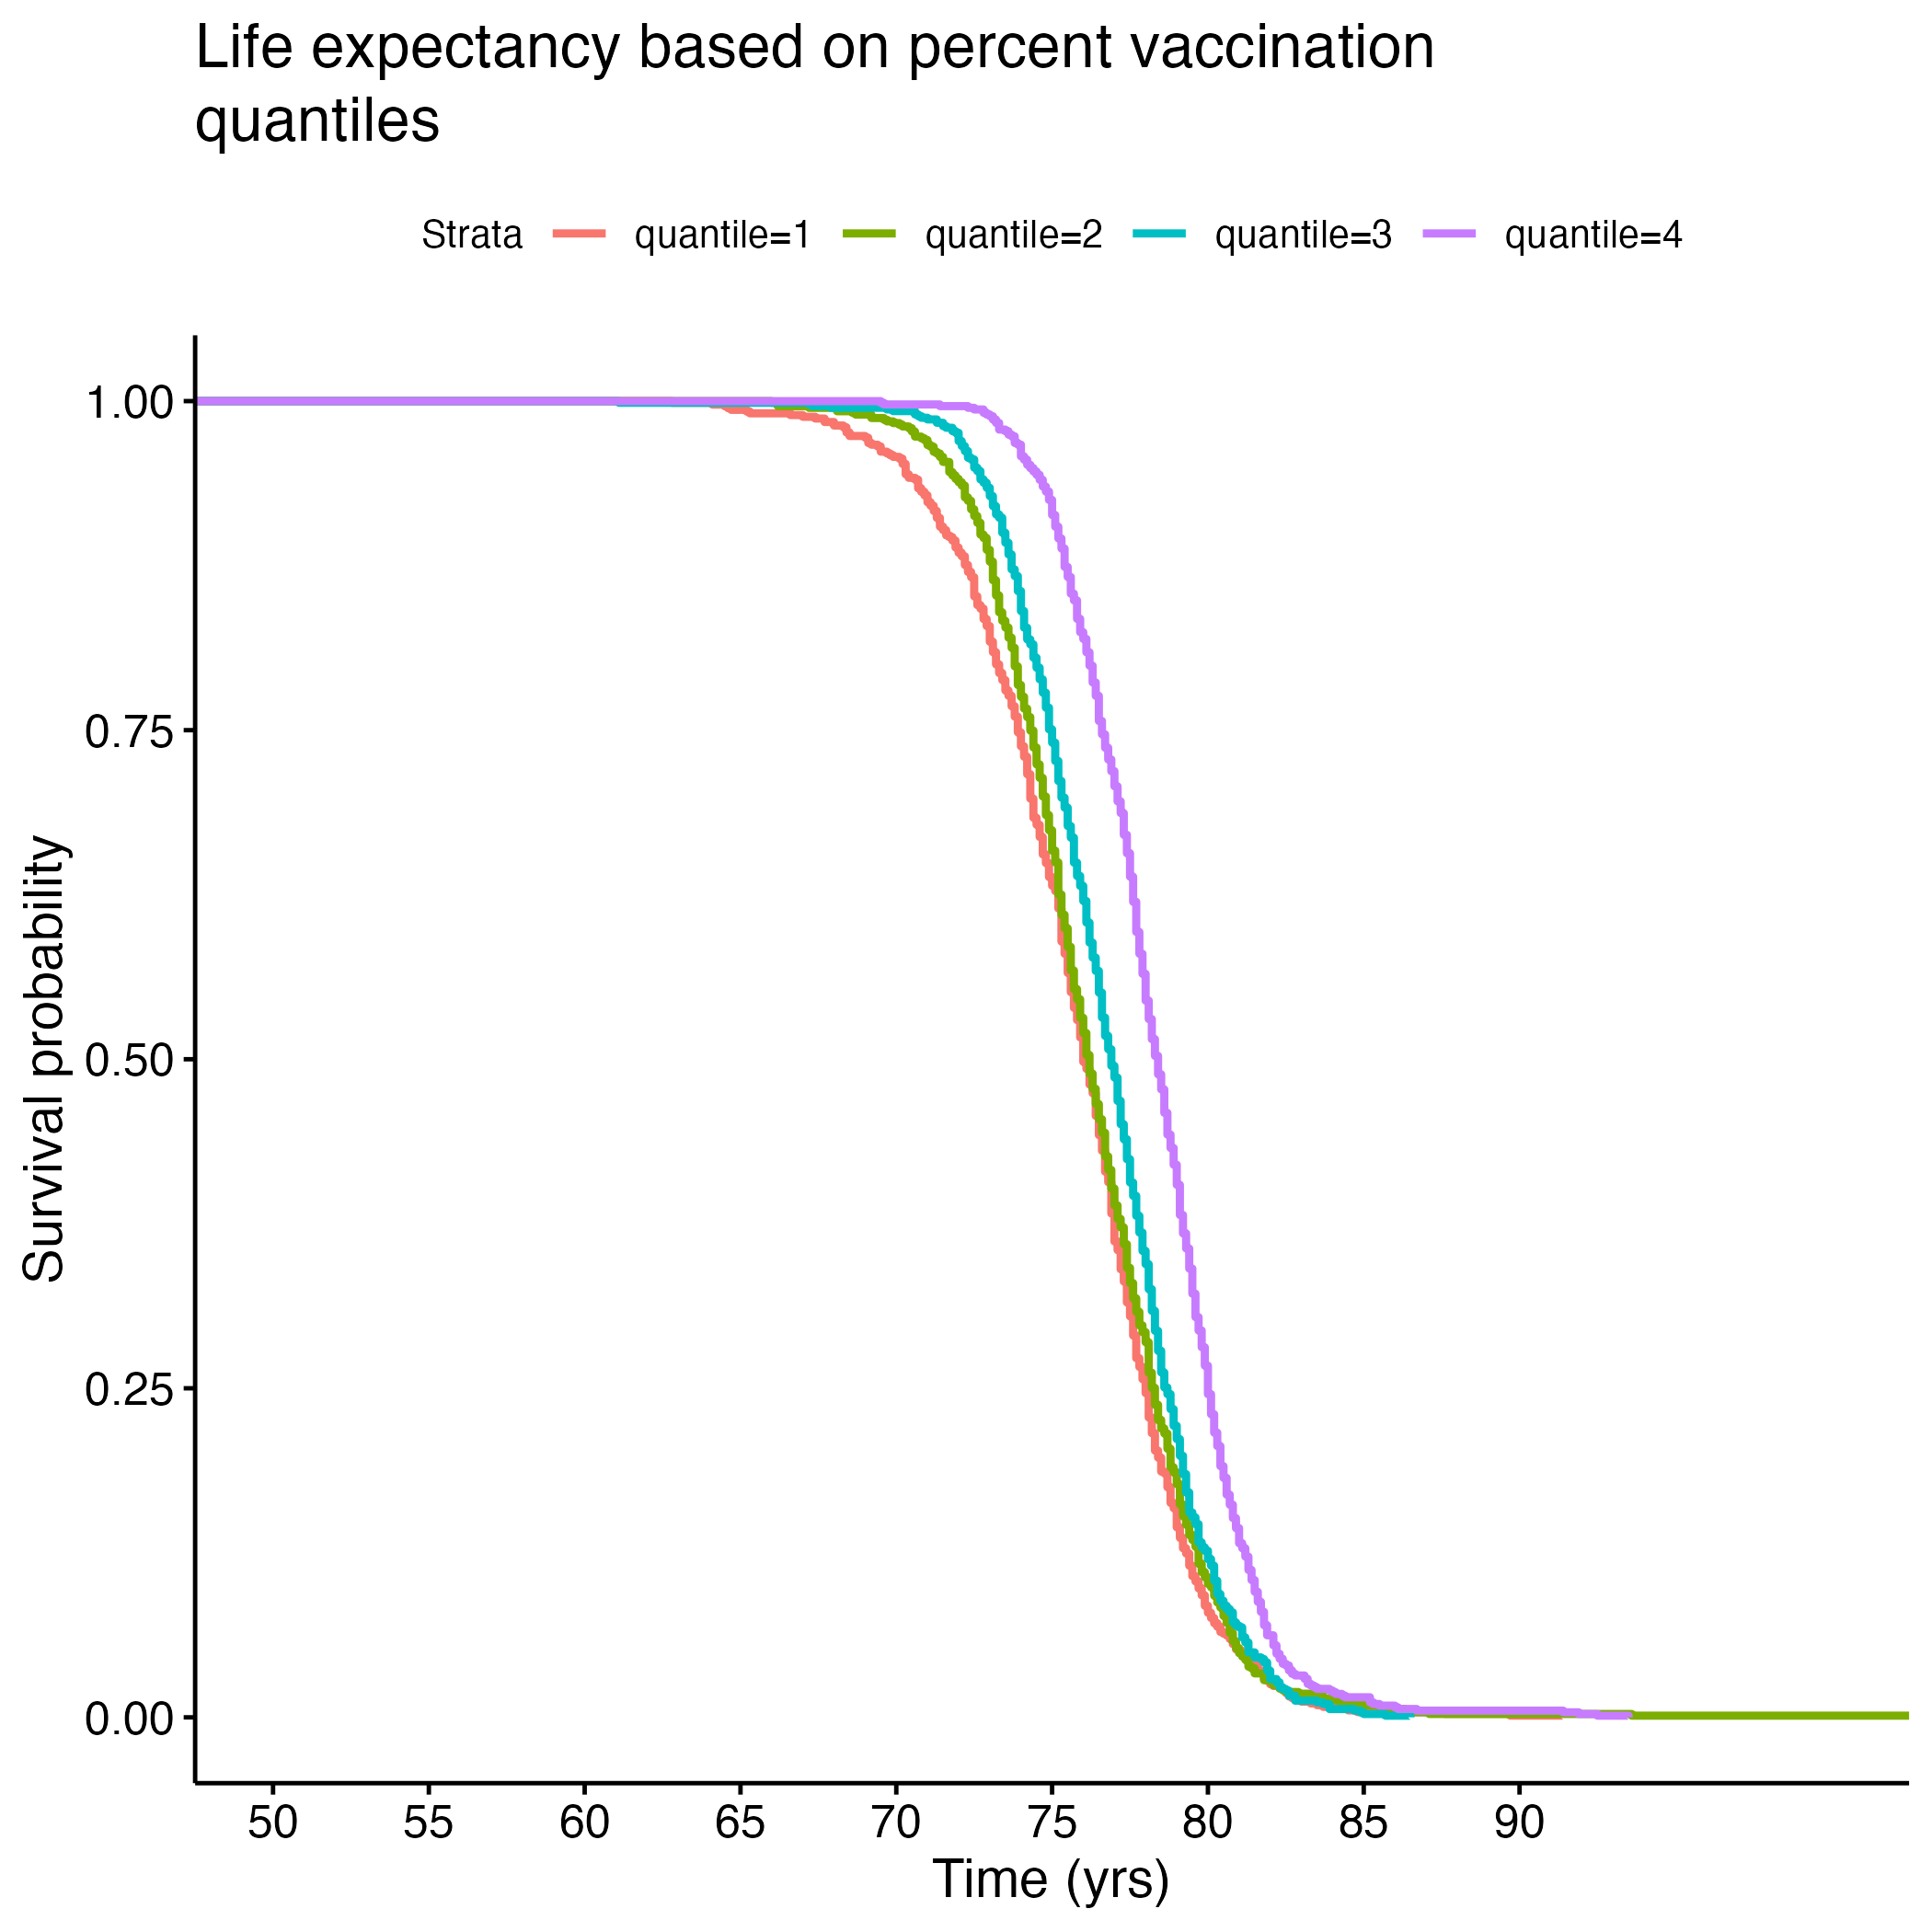 Life expectancy based on percent vaccination
quantiles
Strata quantile=1 quantile=2 quantile=3 quantile=4
1.00
0.75
0.50
0.25
0.00
Survival probability
50 55 60 65 70 75 80 85 90
Time (yrs)